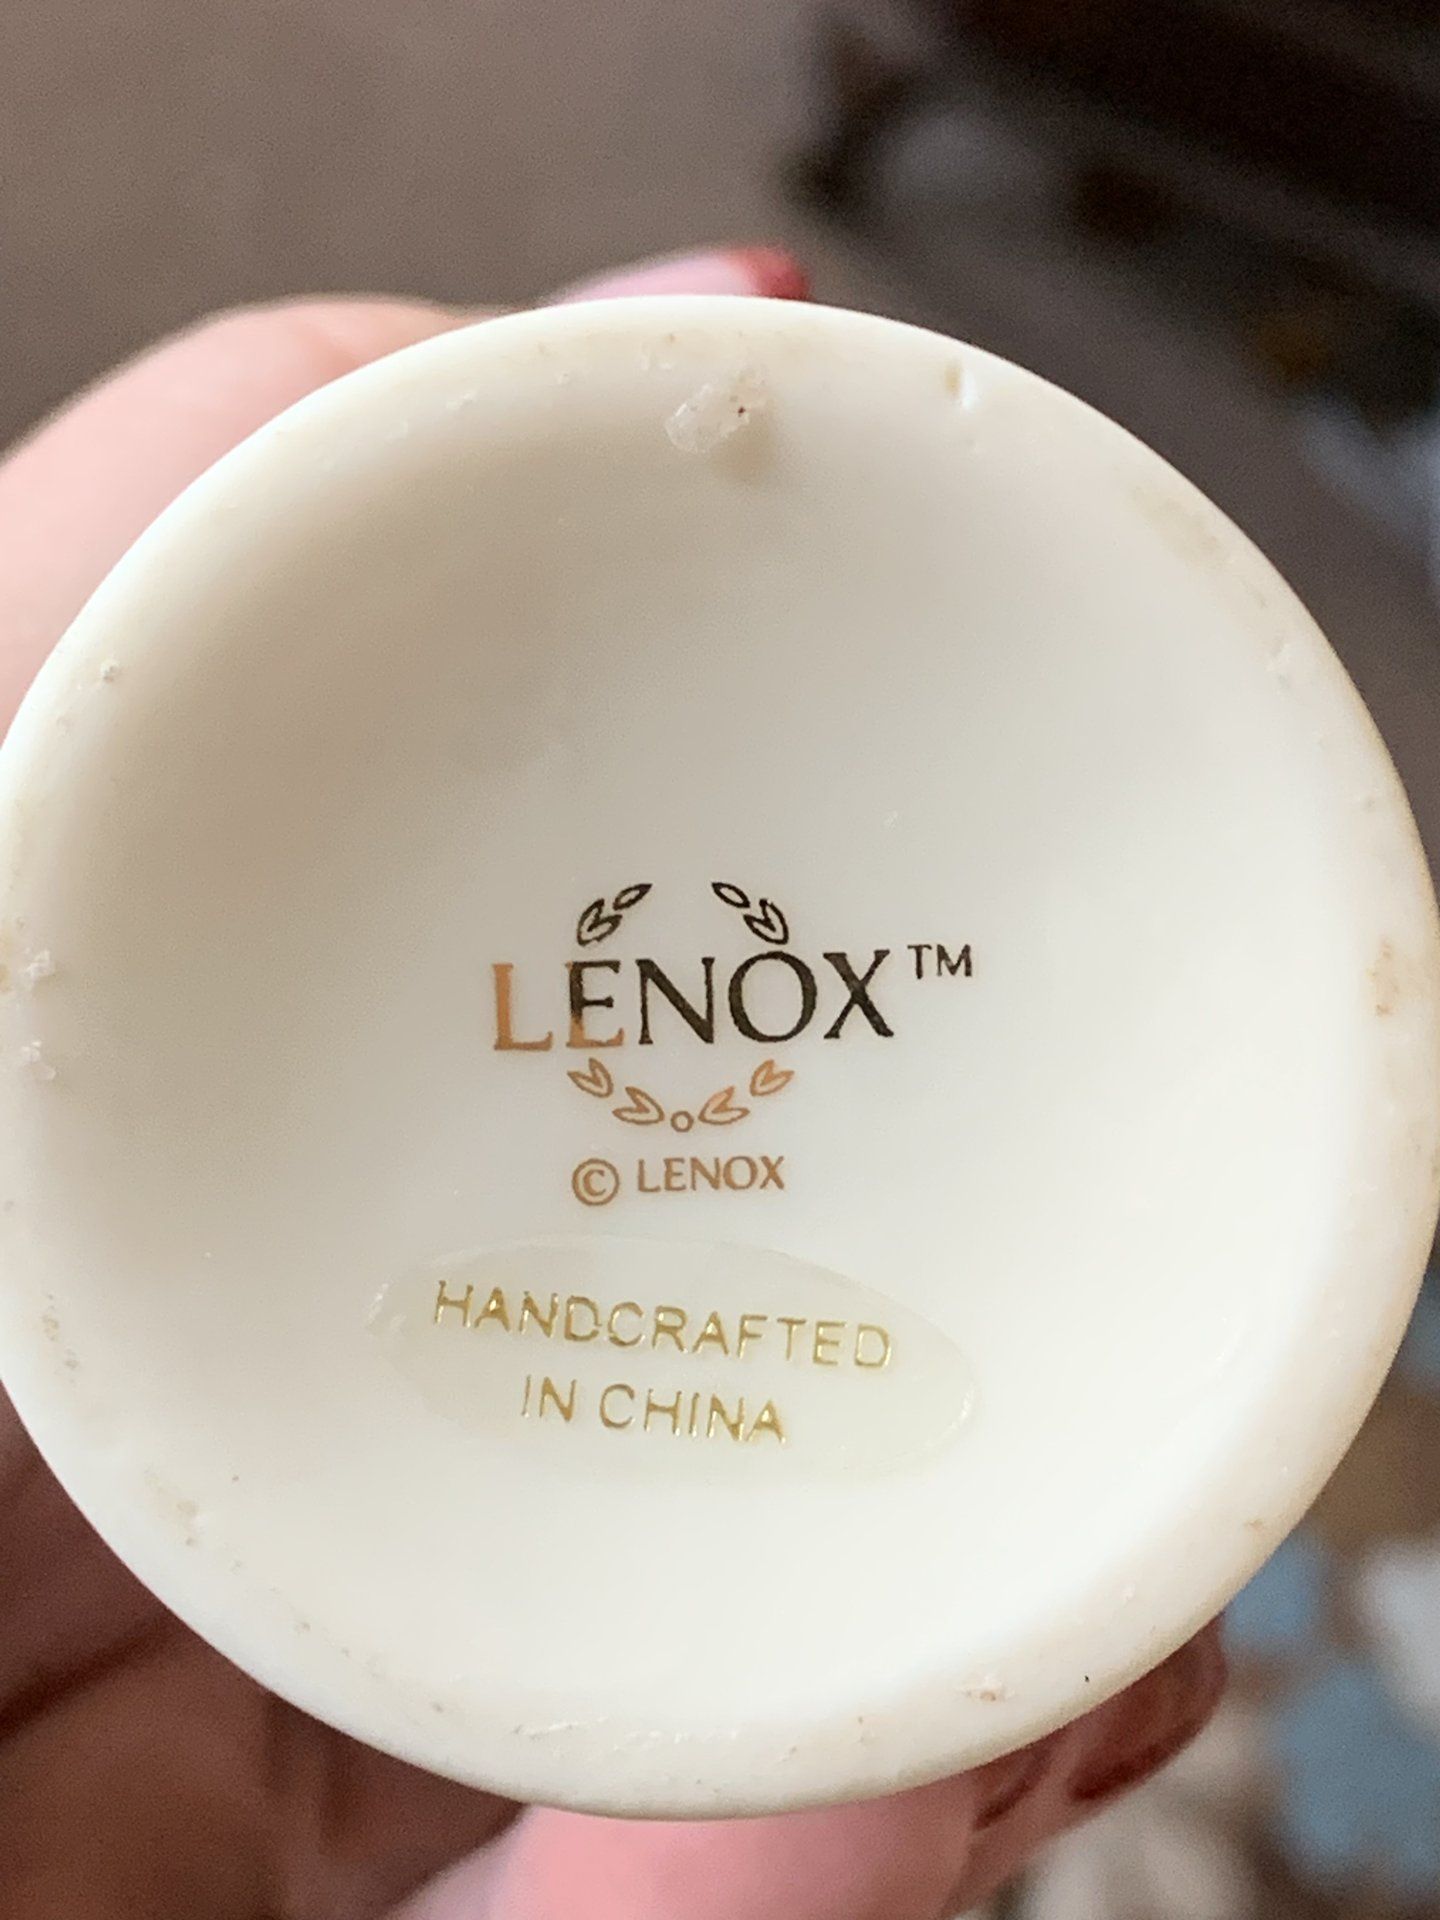 LENOX™
© LENOX
HANDCRAFTED
IN CHINA